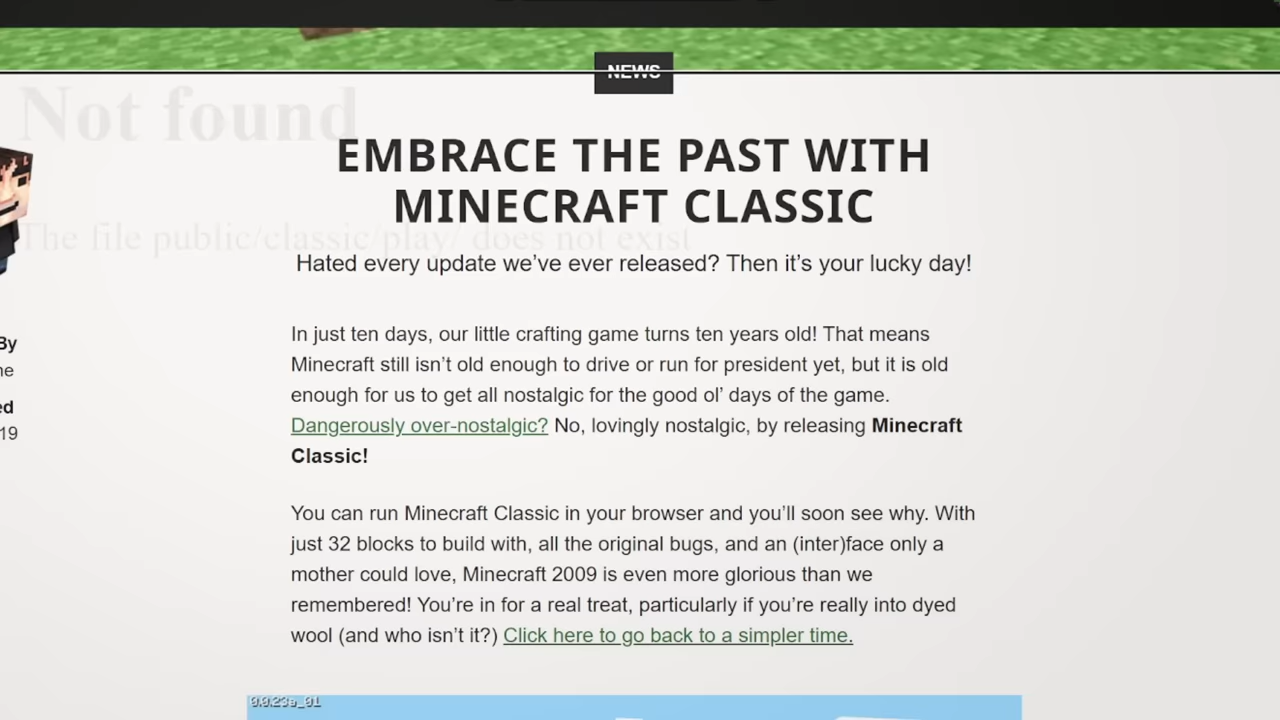 NEWS
Not found
EMBRACE THE PAST WITH
MINECRAFT CLASSIC
The file public/classic/play/ does not exist
Hated every update we’ve ever released? Then it’s your lucky day!
By
ne
ed
19
In just ten days, our little crafting game turns ten years old! That means
Minecraft still isn’t old enough to drive or run for president yet, but it is old
enough for us to get all nostalgic for the good ol’ days of the game.
Dangerously over-nostalgic? No, lovingly nostalgic, by releasing Minecraft
Classic!
You can run Minecraft Classic in your browser and you’ll soon see why. With
just 32 blocks to build with, all the original bugs, and an (inter)face only a
mother could love, Minecraft 2009 is even more glorious than we
remembered! You’re in for a real treat, particularly if you’re really into dyed
wool (and who isn’t it?) Click here to go back to a simpler time.
0.0.23a_01